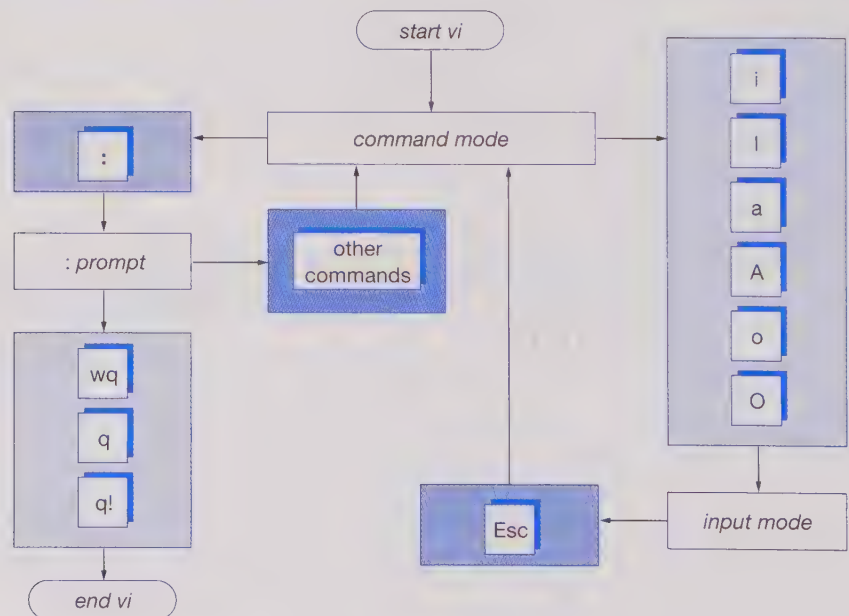 start vi
i
:
command mode
I
a
: prompt
other
commands
A
o
wq
O
q
q!
Esc
input mode
end vi